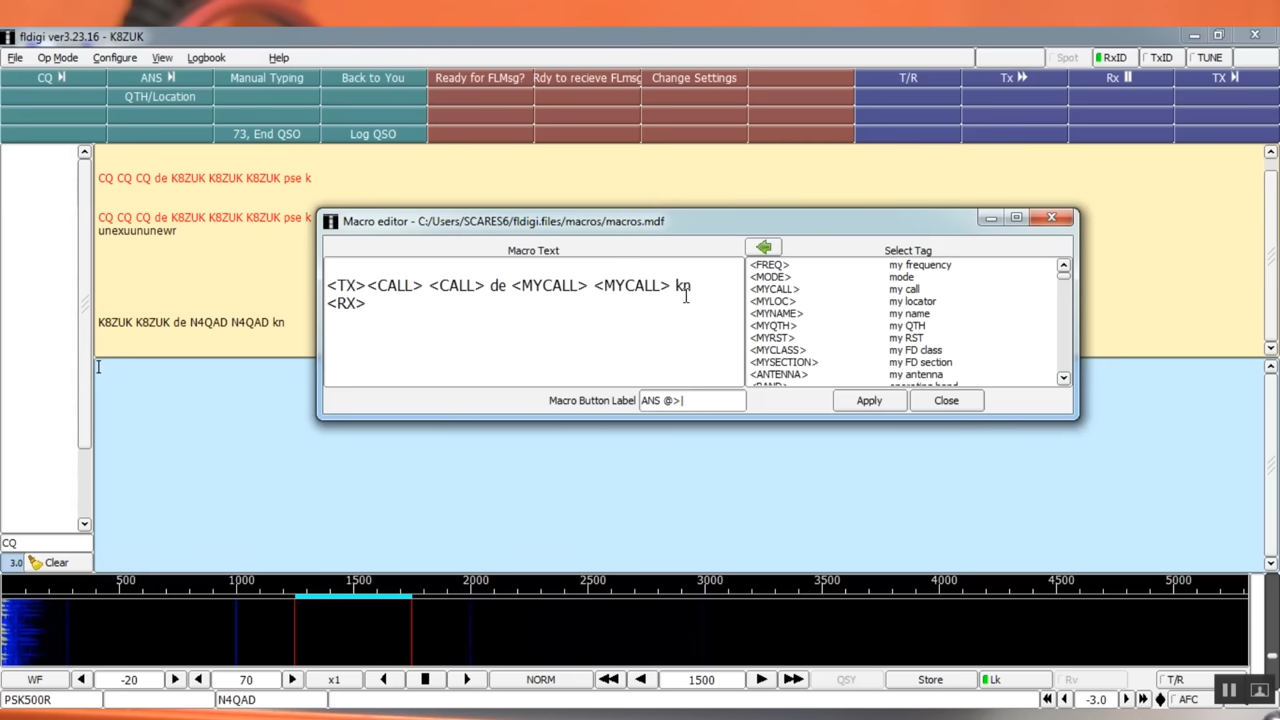 fldigi ver3.23.16 - K8ZUK
File Op Mode Configure View Logbook Help Spot RxID TxID TUNE
CQ ANS Manual Typing Back to You Ready for FLMsg? Rdy to recieve FLmsg Change Settings T/R Tx Rx TX
QTH/Location
73, End QSO Log QSO
CQ CQ CQ de K8ZUK K8ZUK K8ZUK pse k
CQ CQ CQ de K8ZUK K8ZUK K8ZUK pse k
unexuununewr
K8ZUK K8ZUK de N4QAD N4QAD kn
Macro editor - C:/Users/SCARES6/fldigi.files/macros/macros.mdf
Macro Text Select Tag
<TX><CALL> <CALL> de <MYCALL> <MYCALL> kn
<RX>
<FREQ> my frequency
<MODE> mode
<MYCALL> my call
<MYLOC> my locator
<MYNAME> my name
<MYQTH> my QTH
<MYRST> my RST
<MYCLASS> my FD class
<MYSECTION> my FD section
<ANTENNA> my antenna
Macro Button Label ANS @>| Apply Close
CQ
3.0 Clear
500 1000 1500 2000 2500 3000 3500 4000 4500 5000
WF -20 70 x1 NORM 1500 QSY Store Lk Rv T/R
PSK500R N4QAD -3.0 AFC